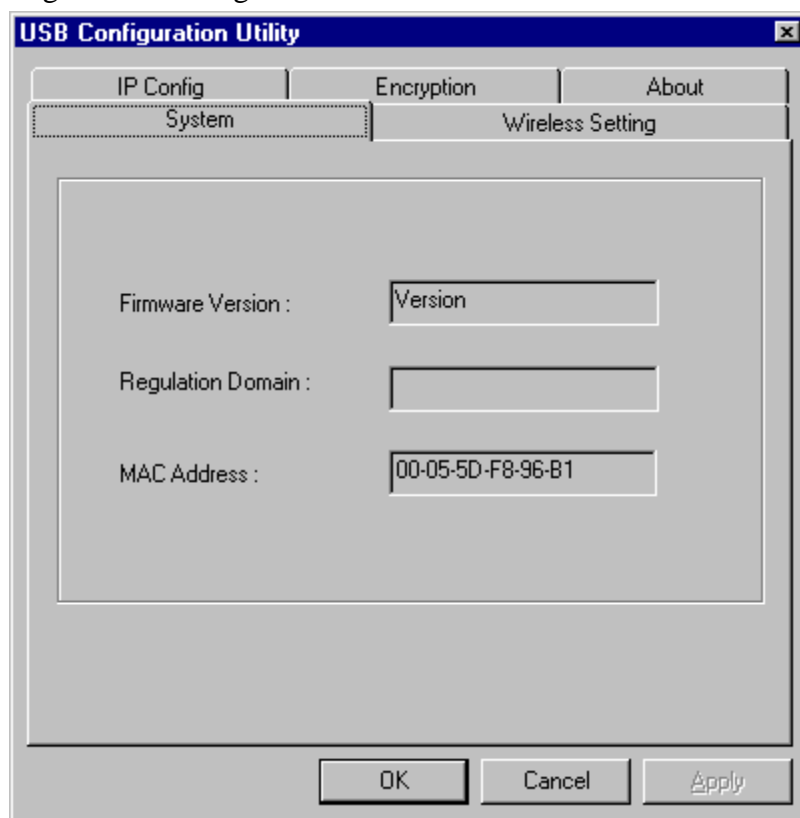 USB Configuration Utility
IP Config Encryption About
System Wireless Setting
Firmware Version : Version
Regulation Domain :
MAC Address : 00-05-5D-F8-96-B1
OK Cancel Apply